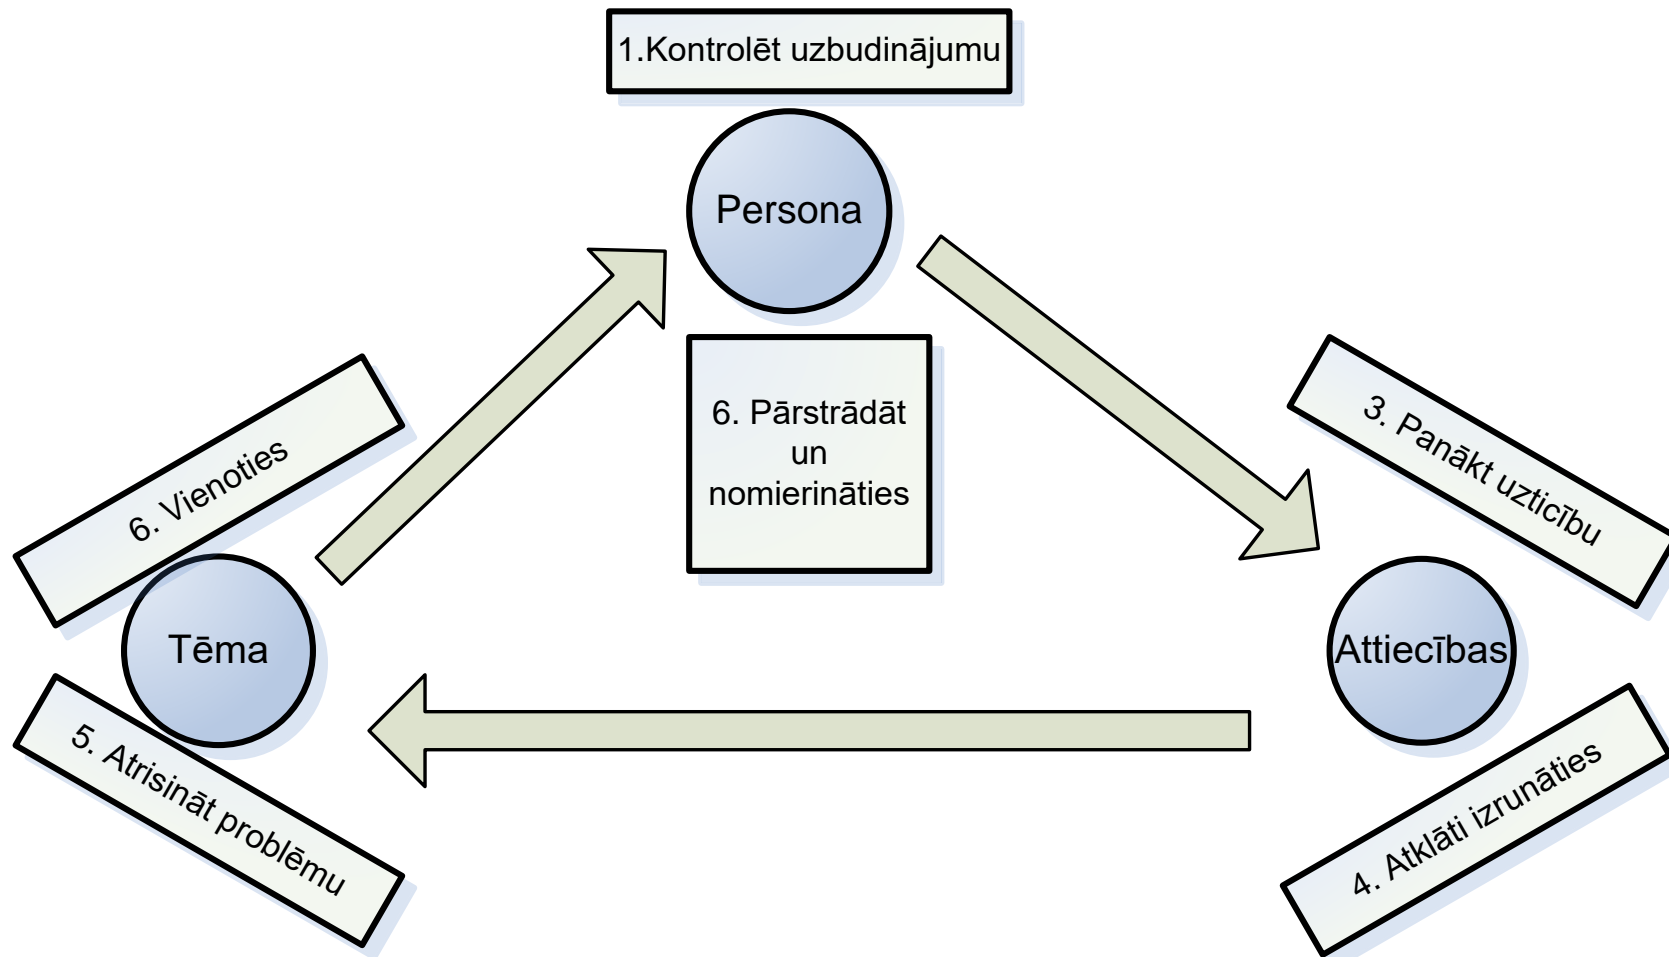 1.Kontrolēt uzbudinājumu
Persona
6. Pārstrādāt
un
nomierināties
3. Panākt uzticību
Attiecības
4. Atklāti izrunāties
6. Vienoties
Tēma
5. Atrisināt problēmu